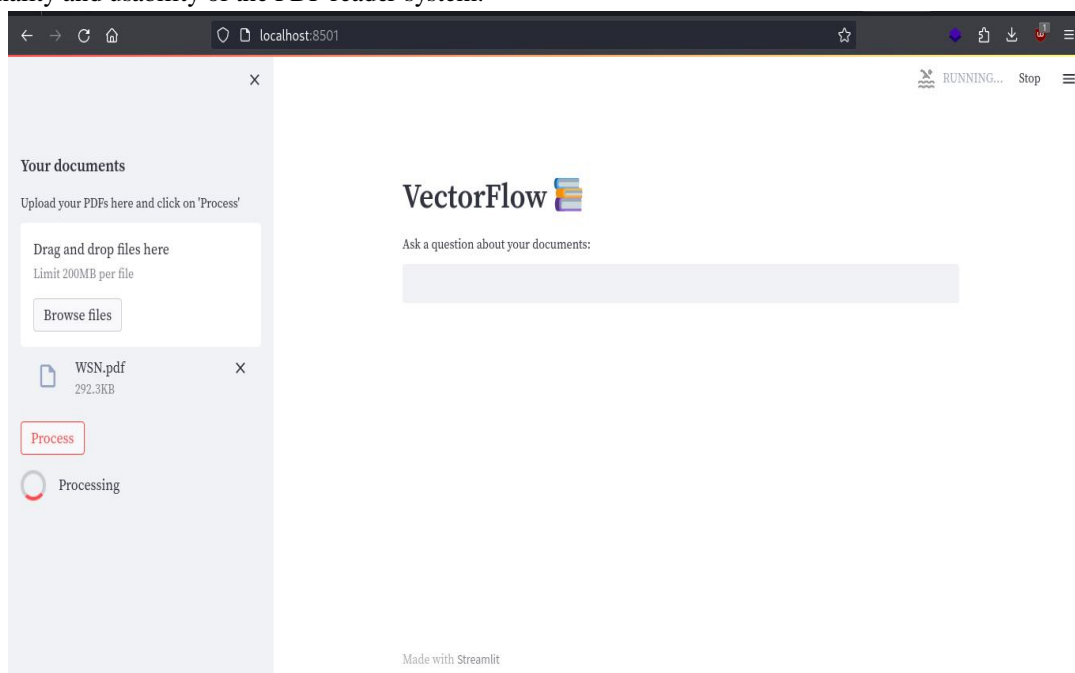 ality and usability of the PDF reader system.
localhost:8501
RUNNING... Stop
Your documents
Upload your PDFs here and click on 'Process'
Drag and drop files here
Limit 200MB per file
Browse files
WSN.pdf
292.3KB
Process
Processing
VectorFlow
Ask a question about your documents:
Made with Streamlit